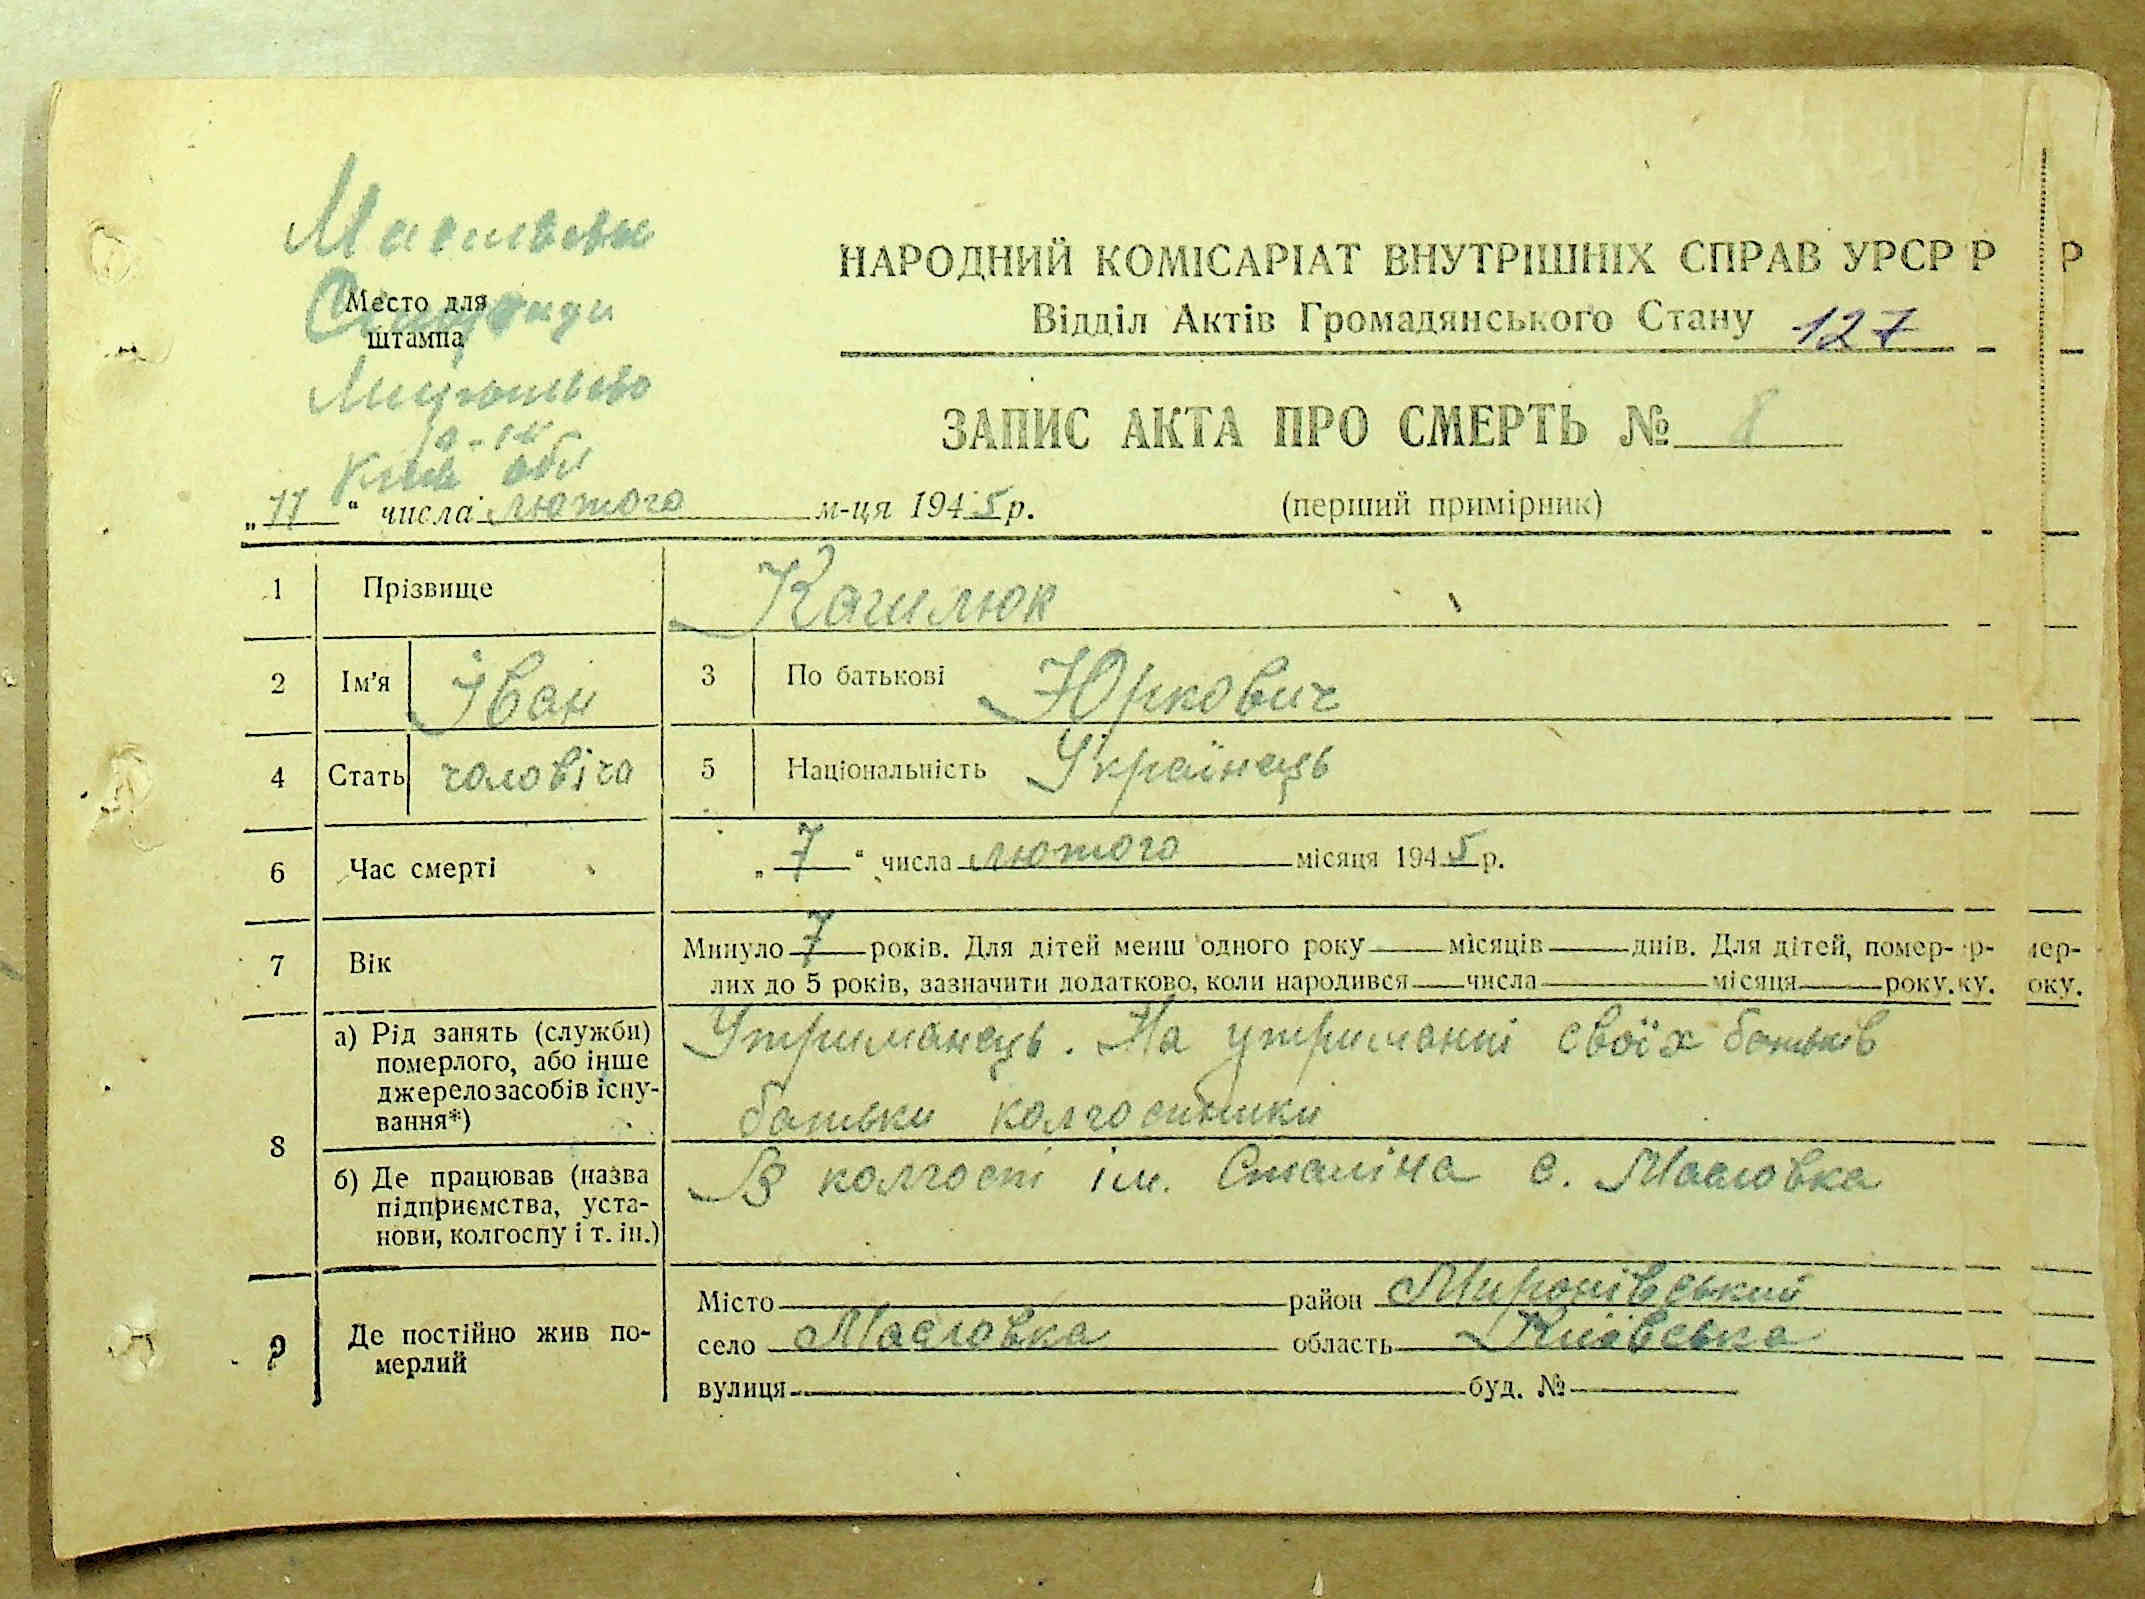 Место для
штампа
Київ обл
НАРОДНИЙ КОМІСАРІАТ ВНУТРІШНІХ СПРАВ УРСР
Відділ Актів Громадянського Стану 127
ЗАПИС АКТА ПРО СМЕРТЬ № 8
„11“ числа лютого м-ця 1945 р. (перший примірник)
1 Прізвище
2 Ім'я Іван 3 По батькові Юркович
4 Стать чоловіча 5 Національність Українець
6 Час смерті „7“ числа лютого місяця 1945 р.
7 Вік Минуло 7 років. Для дітей менш одного року місяців днів. Для дітей, помер-
лих до 5 років, зазначити додатково, коли народився числа місяця року.
8 а) Рід занять (служби) померлого, або інше джерело засобів існу-вання*) Утриманець. На утриманні своїх батьків
батьки колгоспники
б) Де працював (назва підприємства, уста-нови, колгоспу і т. ін.) В колгоспі ім. Сталіна с. Масловка
9 Де постійно жив по-мерлий Місто район Миронівський
село Масловка область Київська
вулиця буд. №